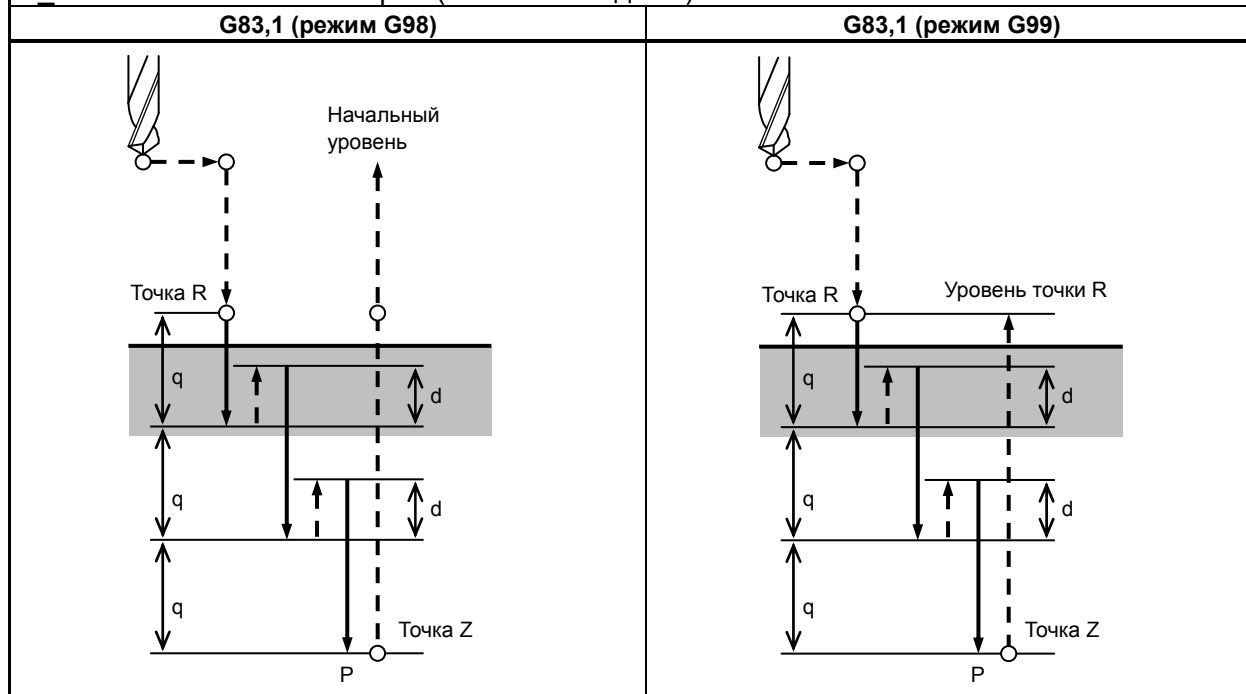 G83,1 (режим G98)
G83,1 (режим G99)
Начальный
уровень
Точка R
q
d
q
d
q
Точка Z
P
Точка R
Уровень точки R
q
d
q
d
q
Точка Z
P